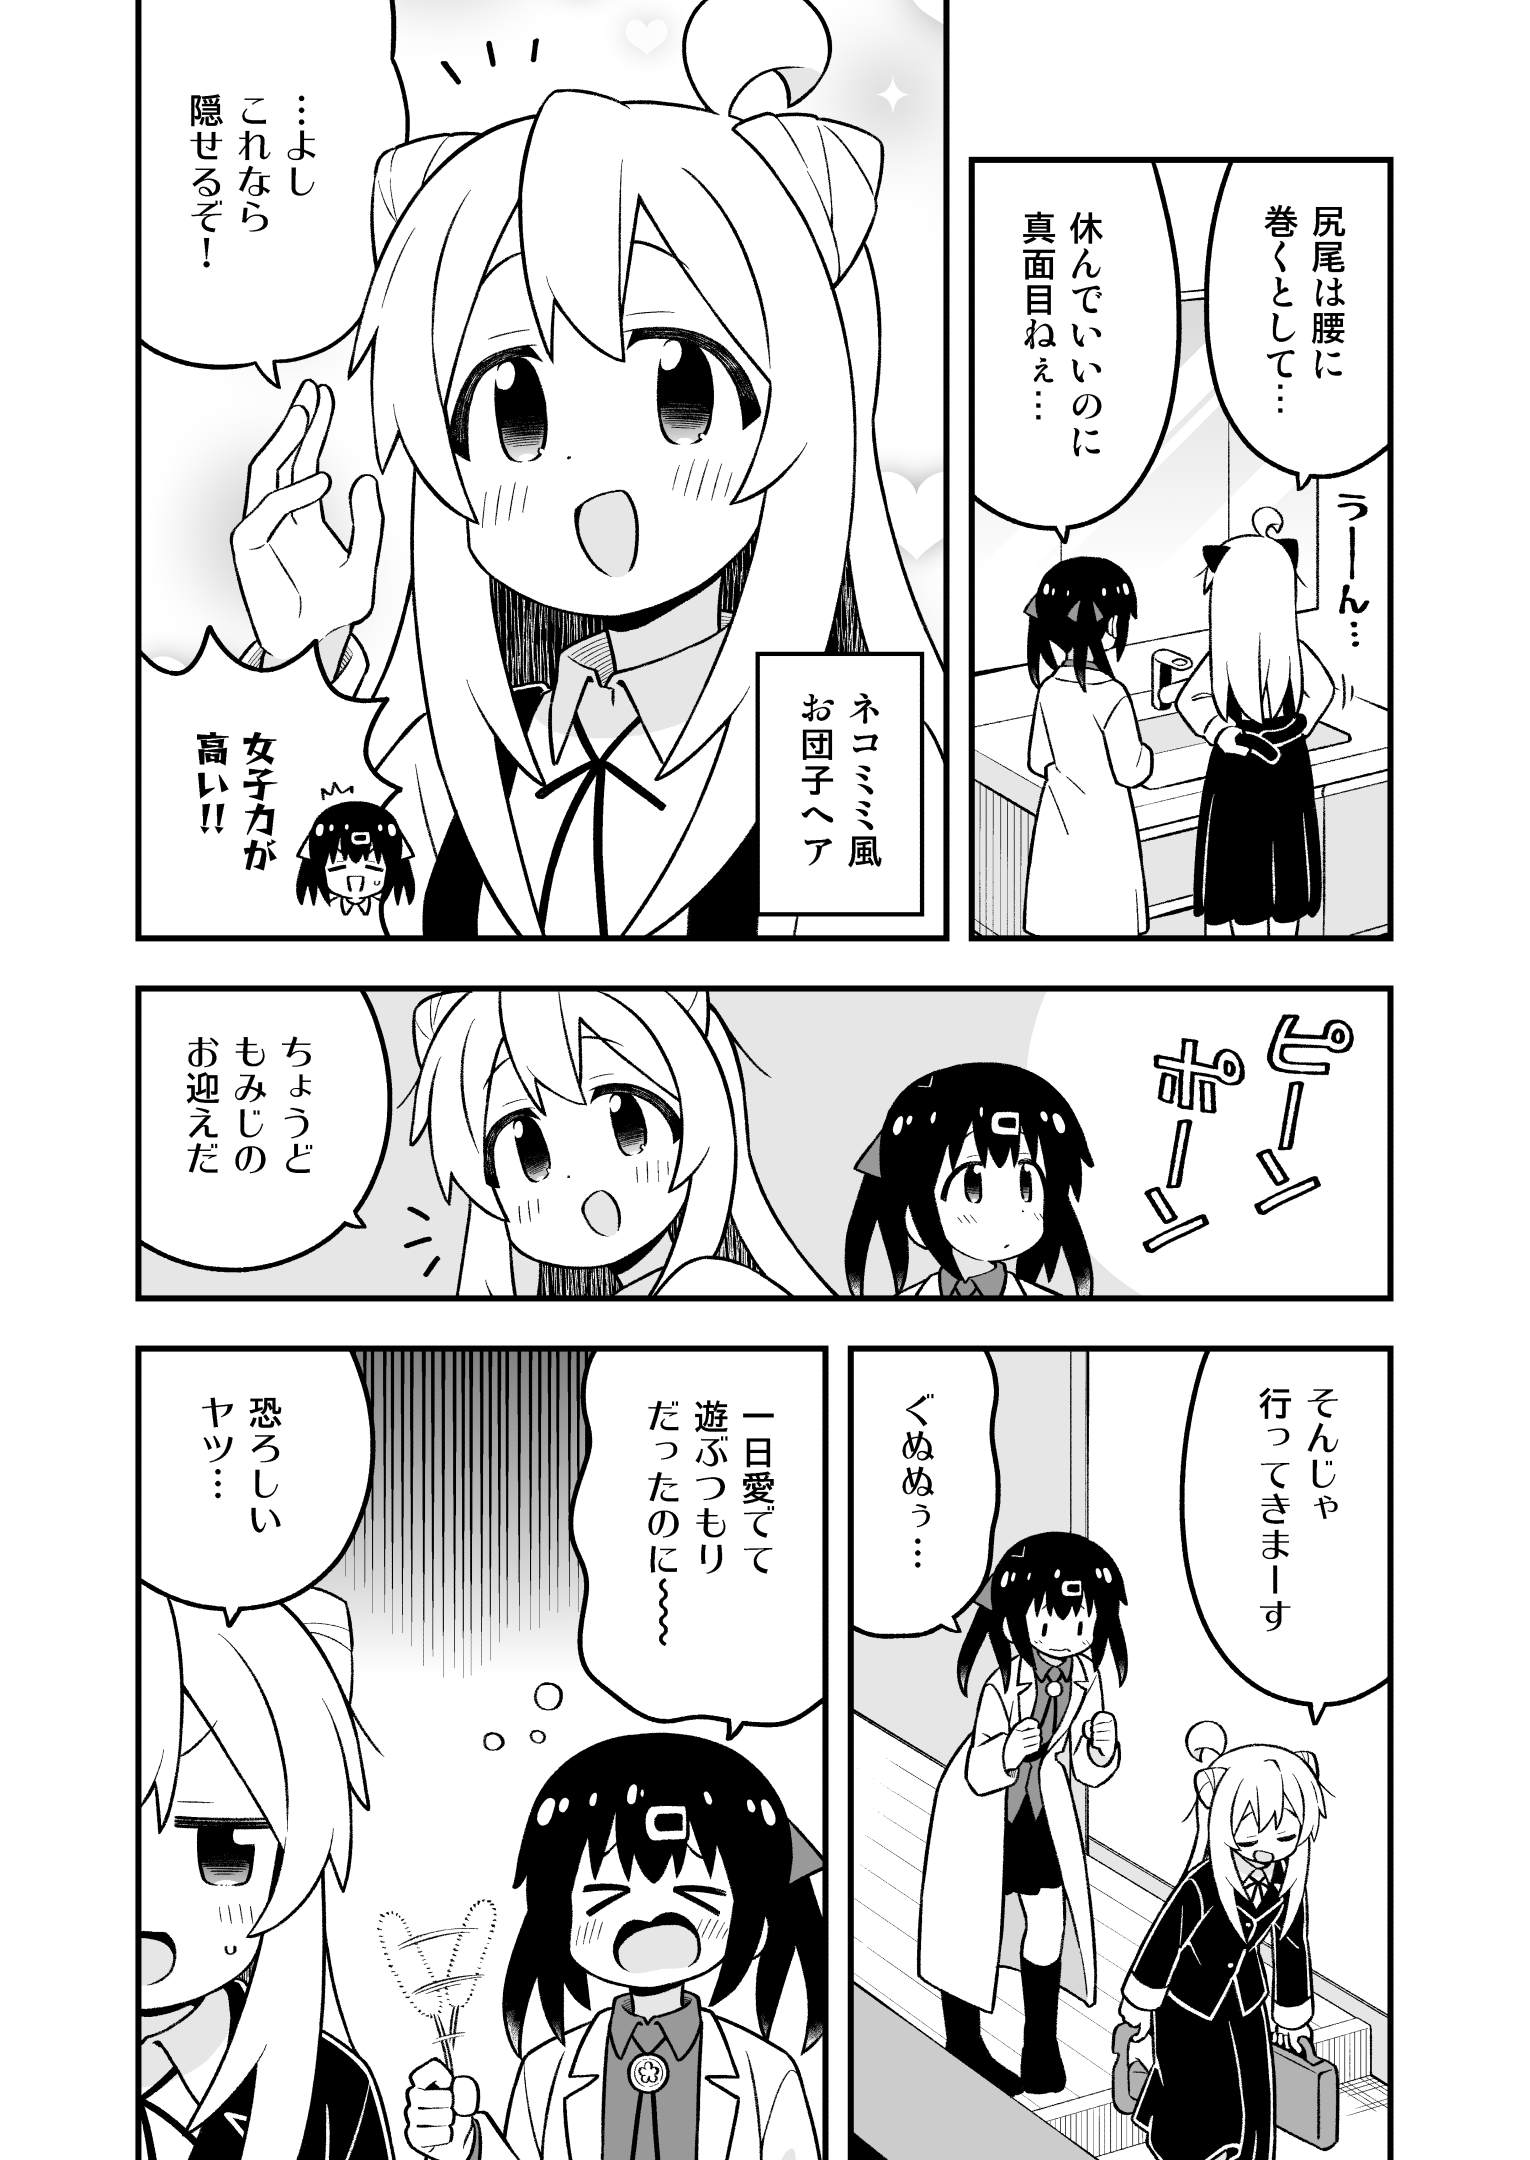 尻尾は腰に
巻くとして…
うーーん…
休んでいいのに
真面目ねぇ…
…よし
これなら
隠せるぞ！
ネコミミ風
お団子ヘア
女子力が
高い!!
ピーン
ポーン
ちょうど
もみじの
お迎えだ
そんじゃ
行ってきまーす
ぐぬぬぅ…
一日愛でて
遊ぶつもり
だったのに～～
恐ろしい
ヤツ…